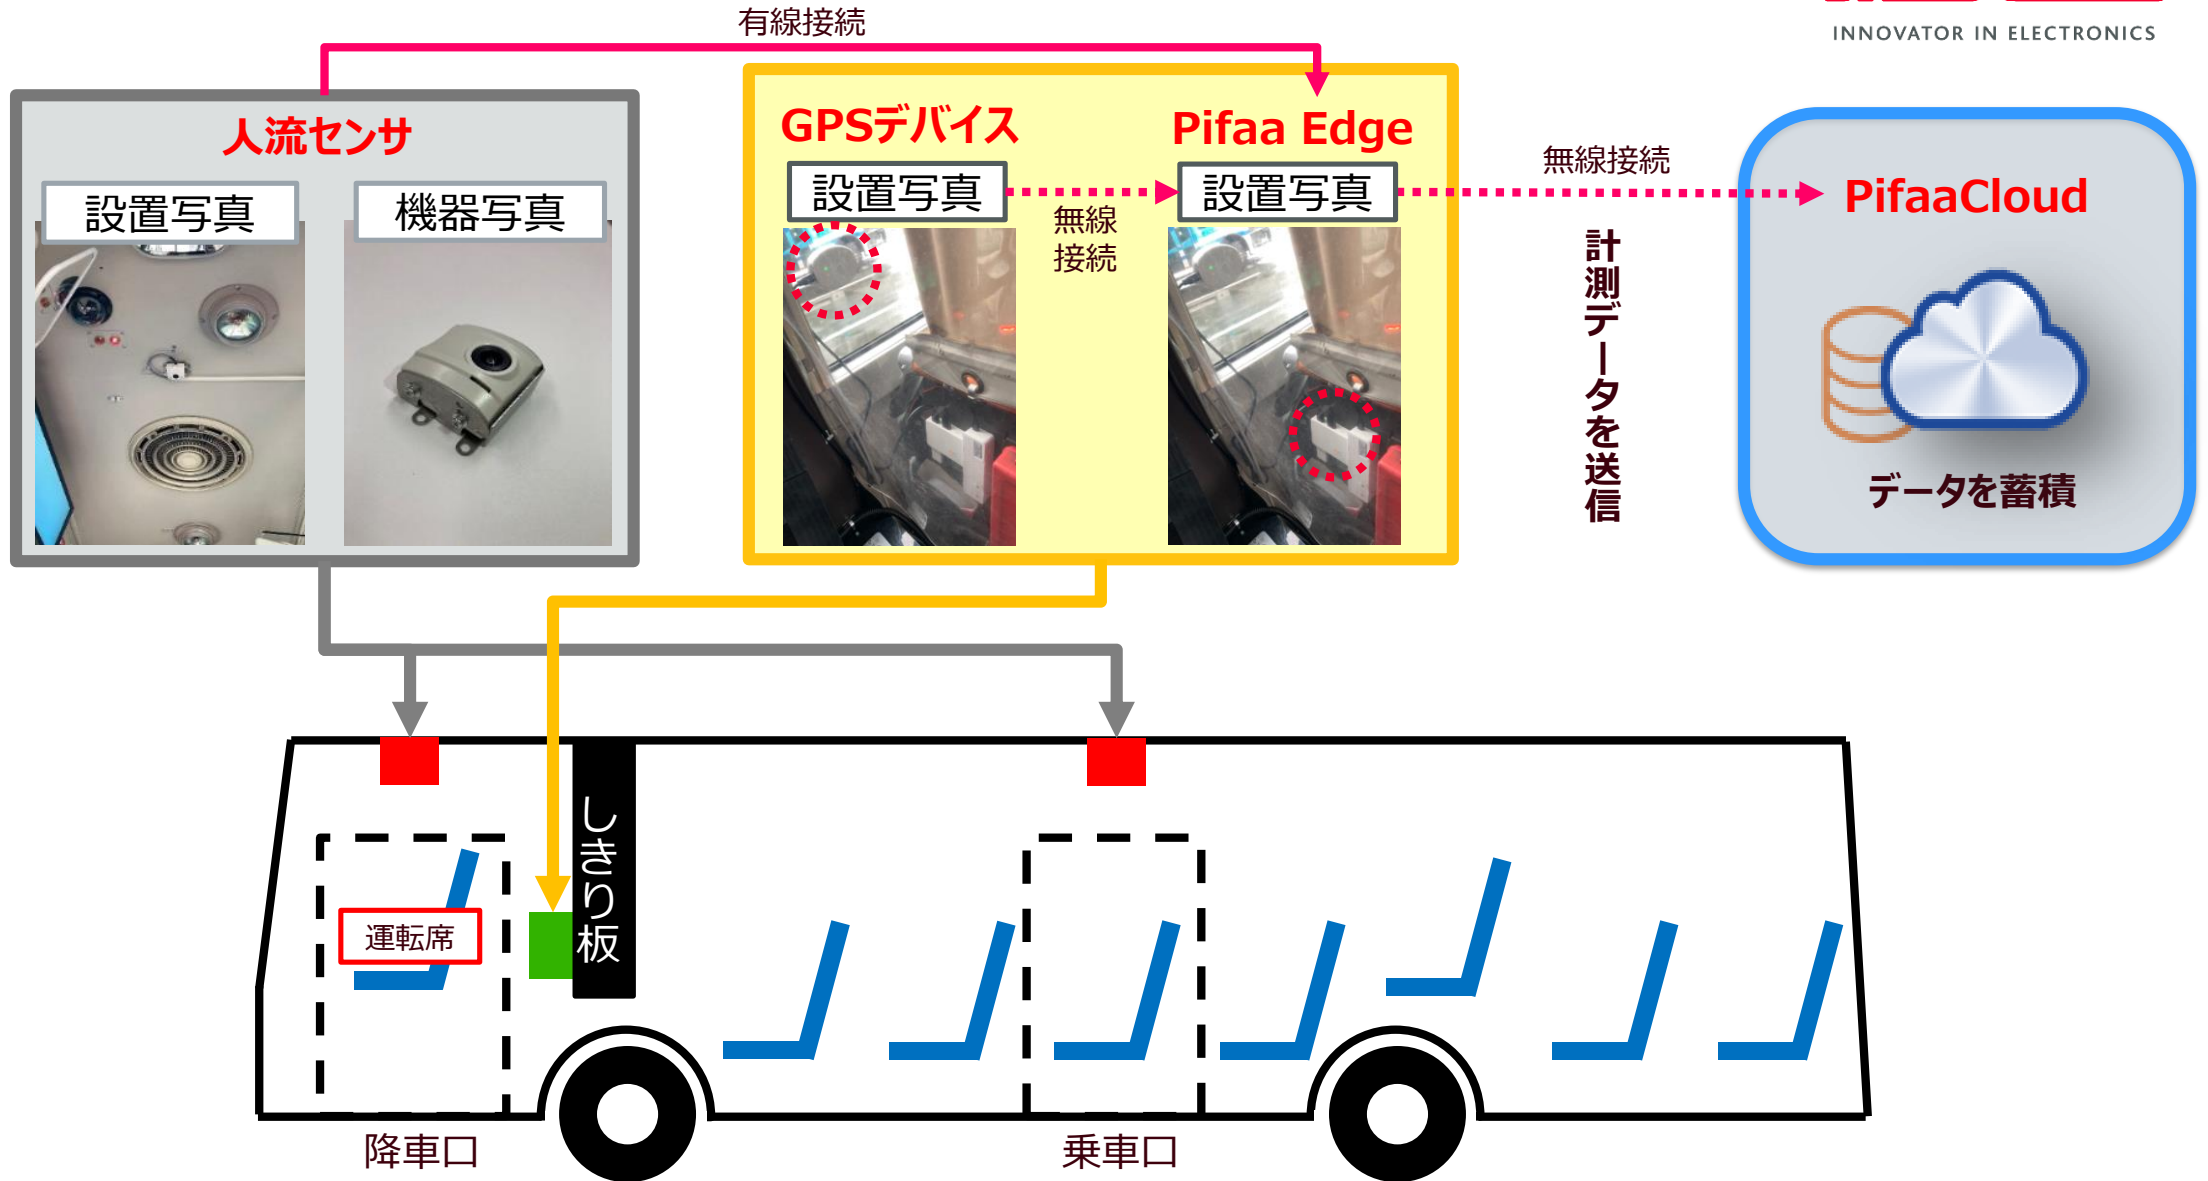 有線接続
INNOVATOR IN ELECTRONICS
人流センサ
設置写真
機器写真
GPSデバイス
Pifaa Edge
設置写真
設置写真
無線
接続
無線接続
計測データを送信
PifaaCloud
データを蓄積
しきり板
運転席
降車口
乗車口